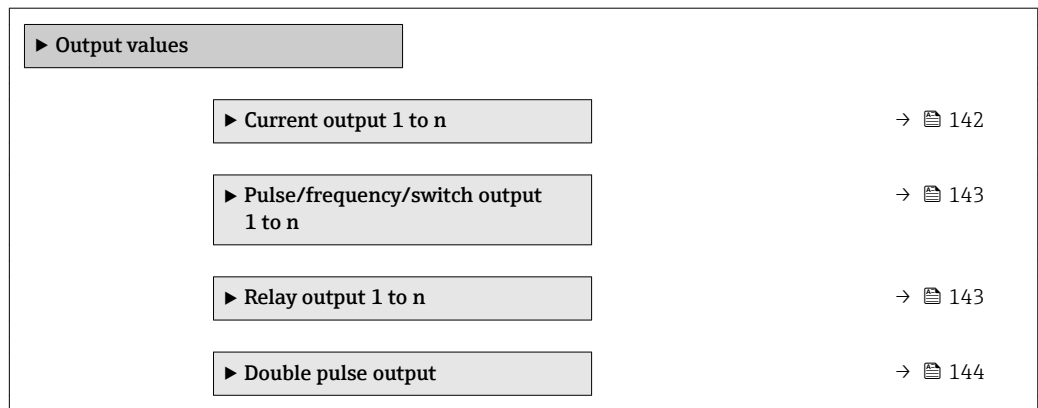 ▶ Output values
▶ Current output 1 to n → 142
▶ Pulse/frequency/switch output → 143
1 to n
▶ Relay output 1 to n → 143
▶ Double pulse output → 144